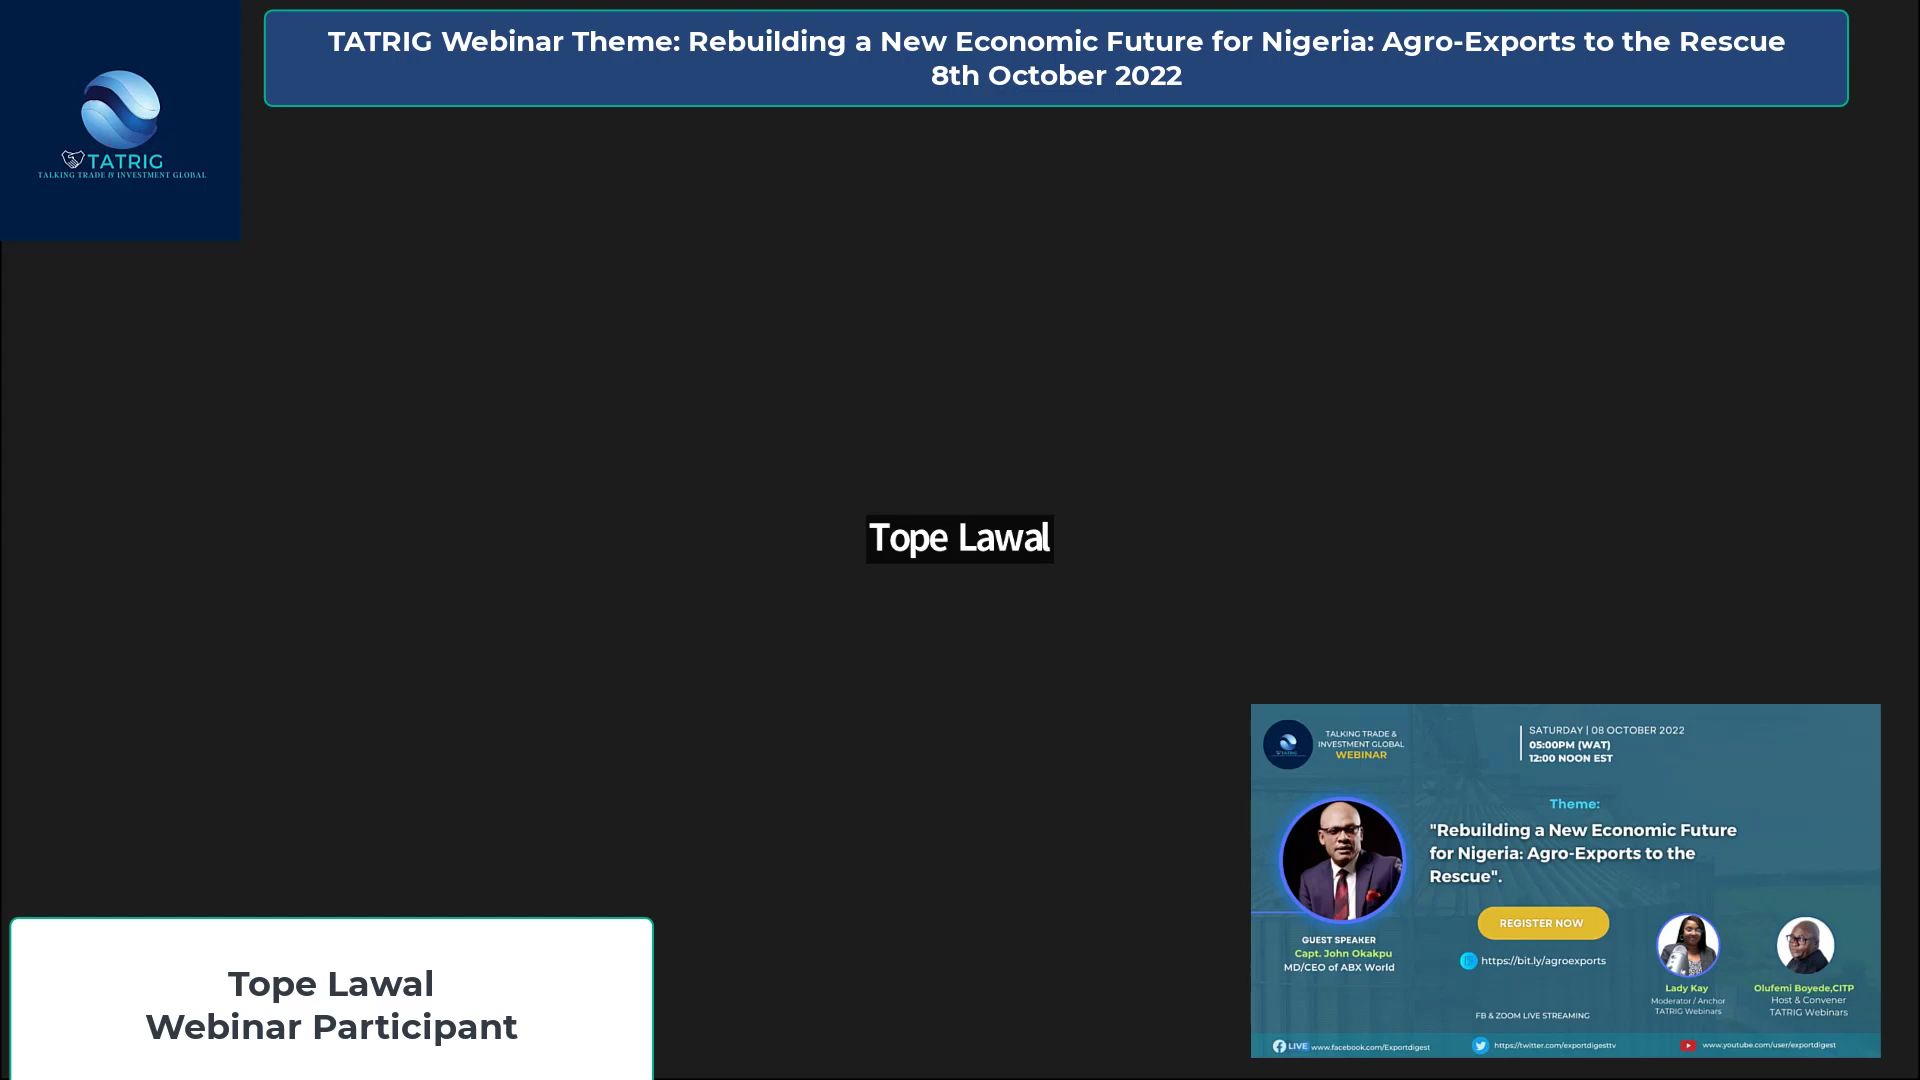 TATRIG Webinar Theme: Rebuilding a New Economic Future for Nigeria: Agro-Exports to the Rescue
8th October 2022
TATRIG
TALKING TRADE & INVESTMENT GLOBAL
Tope Lawal
TALKING TRADE &
INVESTMENT GLOBAL
WEBINAR
SATURDAY | 08 OCTOBER 2022
05:00PM (WAT)
12:00 NOON EST
Theme:
"Rebuilding a New Economic Future
for Nigeria: Agro-Exports to the
Rescue".
REGISTER NOW
https://bit.ly/agroexports
GUEST SPEAKER
Capt. John Okakpu
MD/CEO of ABX World
Lady Kay
Moderator / Anchor
TATRIG Webinars
Olufemi Boyede,CITP
Host & Convener
TATRIG Webinars
FB & ZOOM LIVE STREAMING
LIVE www.facebook.com/Exportdigest
https://twitter.com/exportdigesttv
www.youtube.com/user/exportdigest
Tope Lawal
Webinar Participant